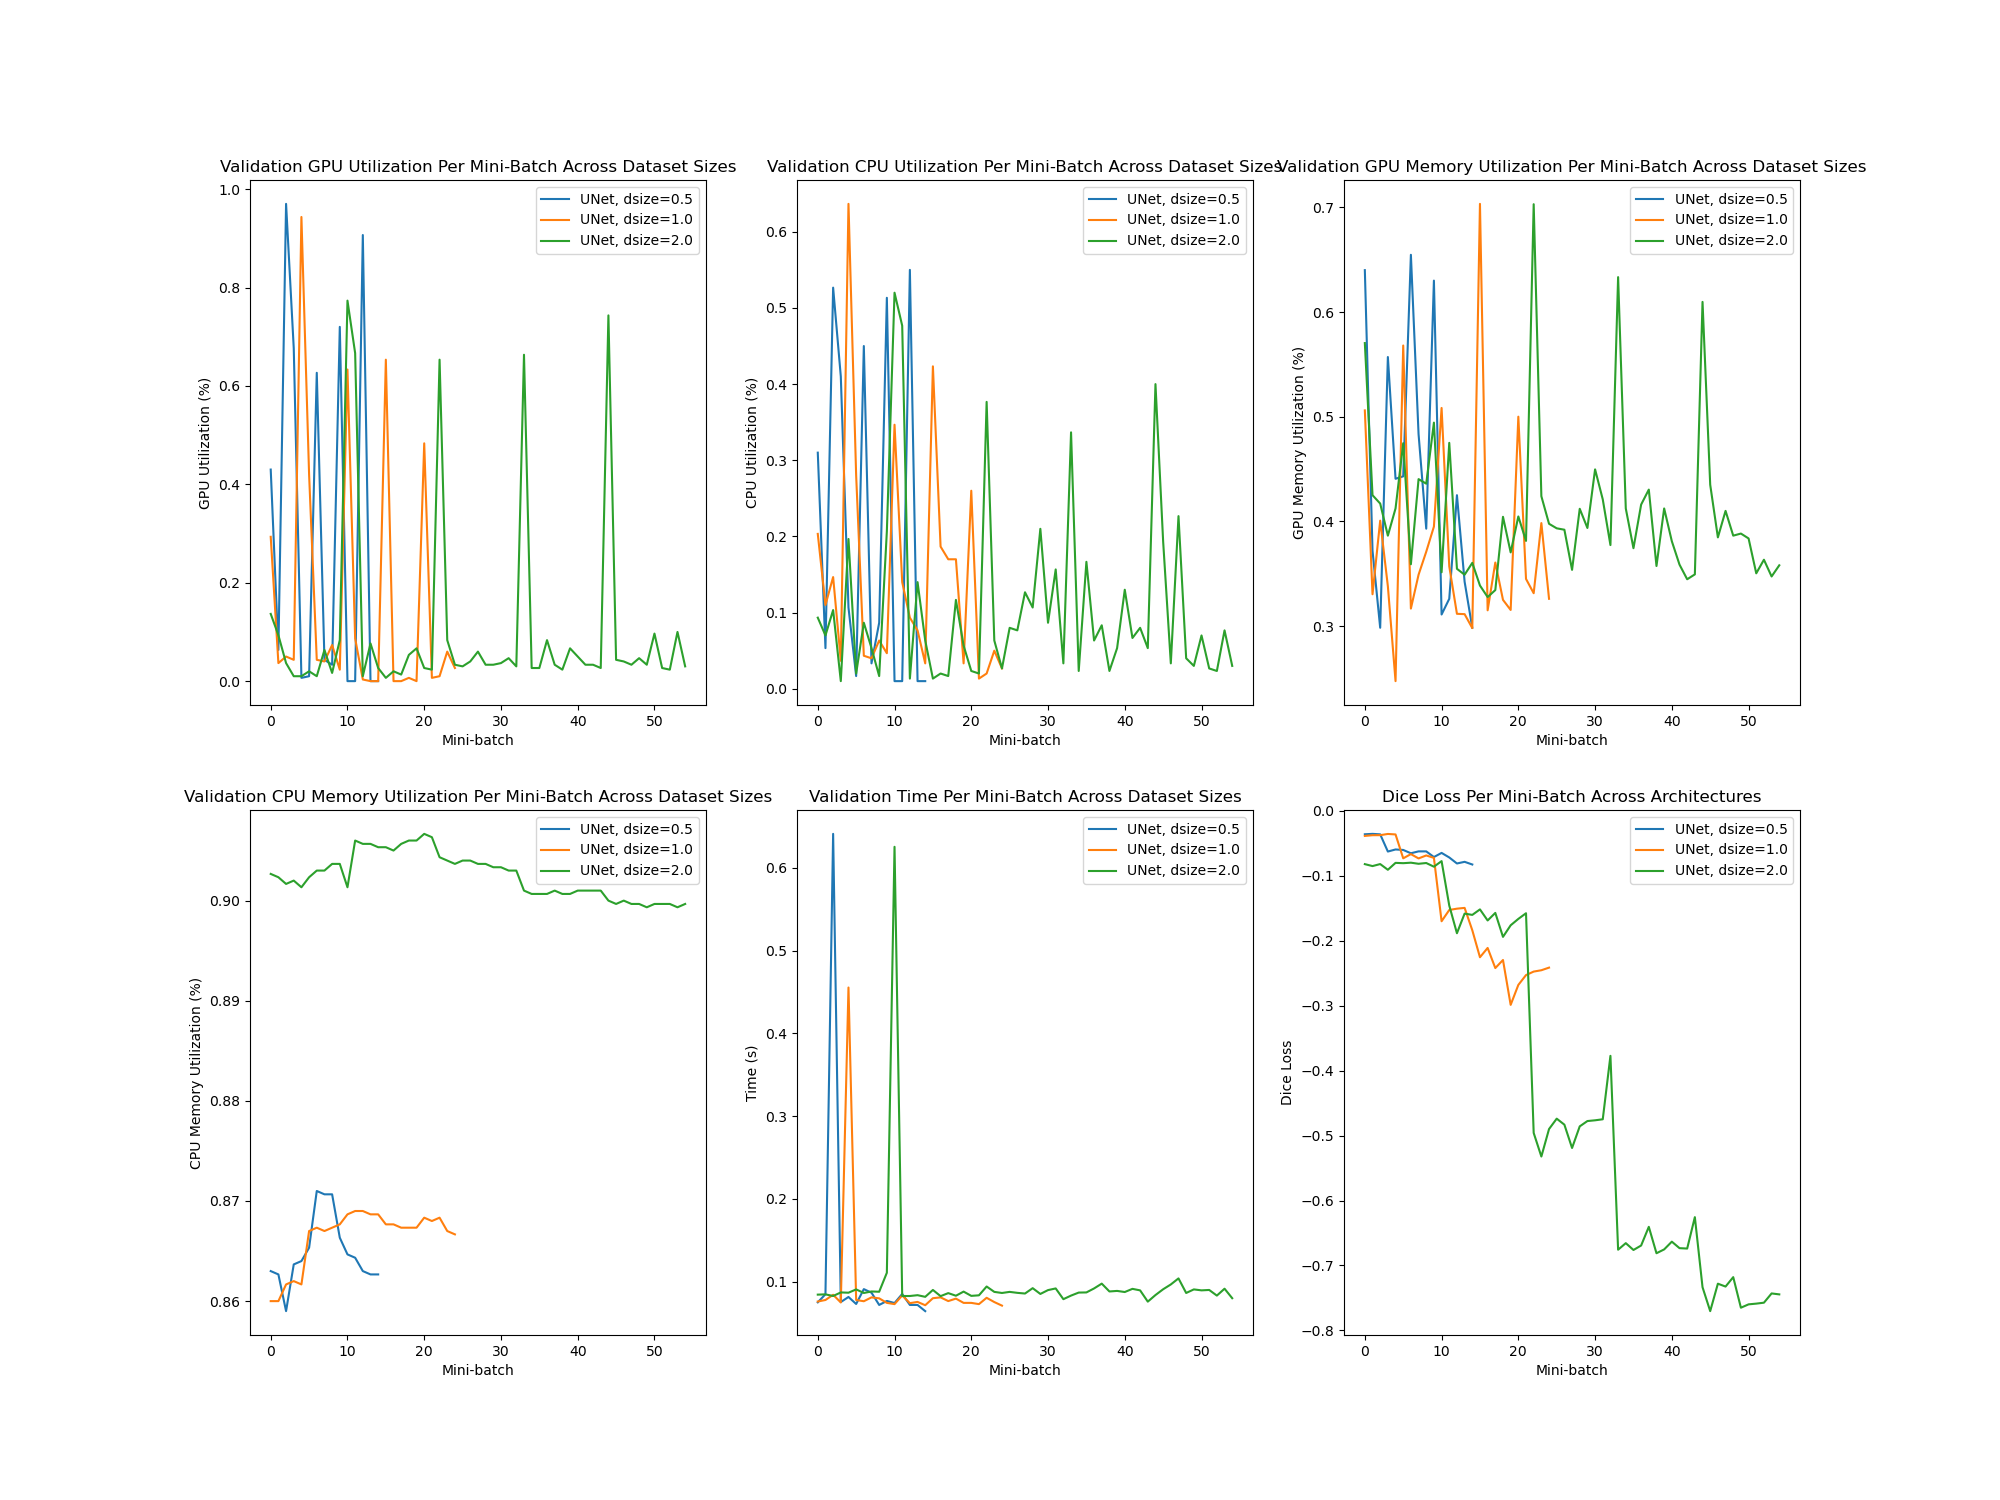 Validation GPU Utilization Per Mini-Batch Across Dataset Sizes
GPU Utilization (%)
1.0
0.8
0.6
0.4
0.2
0.0
0 10 20 30 40 50
Mini-batch
UNet, dsize=0.5
UNet, dsize=1.0
UNet, dsize=2.0
Validation CPU Utilization Per Mini-Batch Across Dataset Sizes
CPU Utilization (%)
0.6
0.5
0.4
0.3
0.2
0.1
0.0
0 10 20 30 40 50
Mini-batch
UNet, dsize=0.5
UNet, dsize=1.0
UNet, dsize=2.0
Validation GPU Memory Utilization Per Mini-Batch Across Dataset Sizes
GPU Memory Utilization (%)
0.7
0.6
0.5
0.4
0.3
0 10 20 30 40 50
Mini-batch
UNet, dsize=0.5
UNet, dsize=1.0
UNet, dsize=2.0
Validation CPU Memory Utilization Per Mini-Batch Across Dataset Sizes
CPU Memory Utilization (%)
0.90
0.89
0.88
0.87
0.86
0 10 20 30 40 50
Mini-batch
UNet, dsize=0.5
UNet, dsize=1.0
UNet, dsize=2.0
Validation Time Per Mini-Batch Across Dataset Sizes
Time (s)
0.6
0.5
0.4
0.3
0.2
0.1
0 10 20 30 40 50
Mini-batch
UNet, dsize=0.5
UNet, dsize=1.0
UNet, dsize=2.0
Dice Loss Per Mini-Batch Across Architectures
Dice Loss
0.0
−0.1
−0.2
−0.3
−0.4
−0.5
−0.6
−0.7
−0.8
0 10 20 30 40 50
Mini-batch
UNet, dsize=0.5
UNet, dsize=1.0
UNet, dsize=2.0